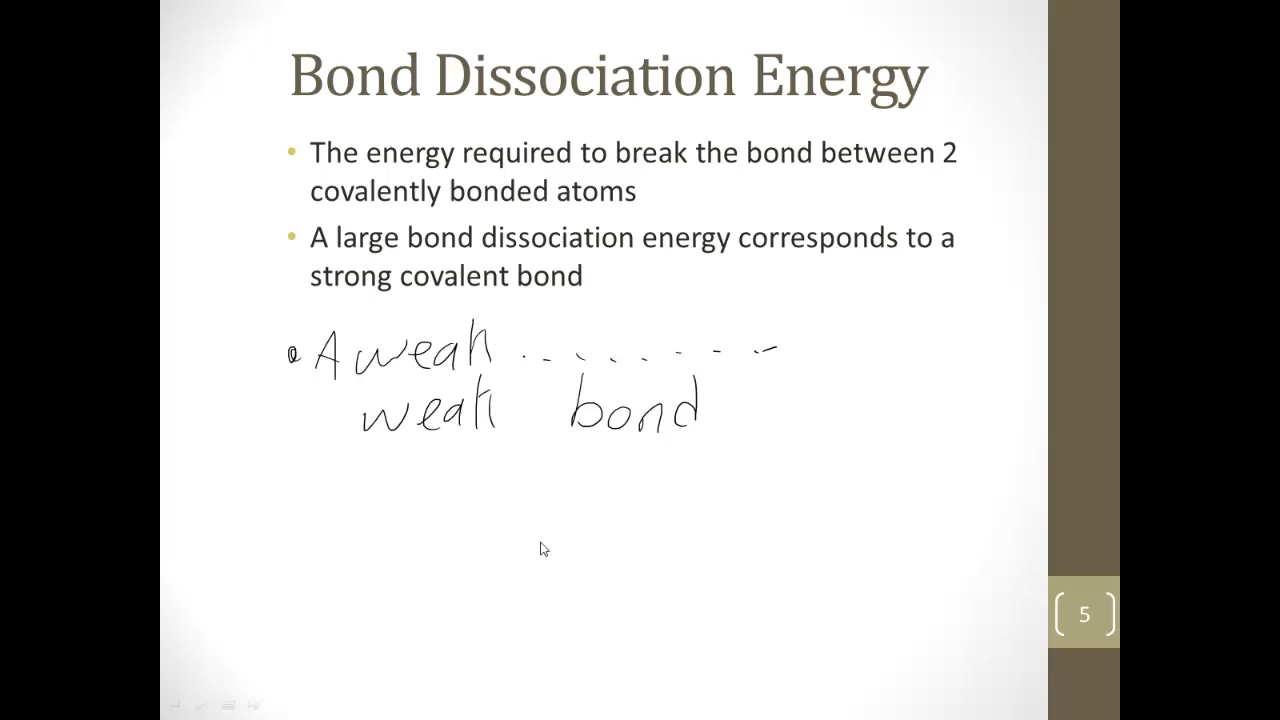 Bond Dissociation Energy
• The energy required to break the bond between 2
covalently bonded atoms
• A large bond dissociation energy corresponds to a
strong covalent bond
• A weak . - - - - - - -
weak bond
5